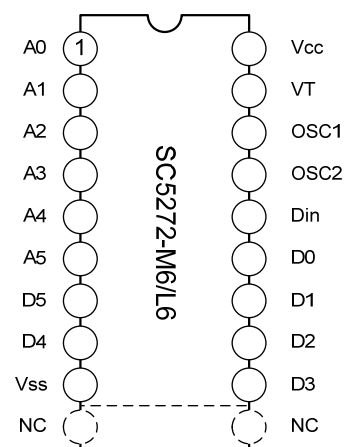 A0 1 Vcc
A1 VT
A2 OSC1
A3 OSC2
A4 Din
A5 D0
D5 D1
D4 D2
Vss D3
NC NC
SC5272-M6/L6